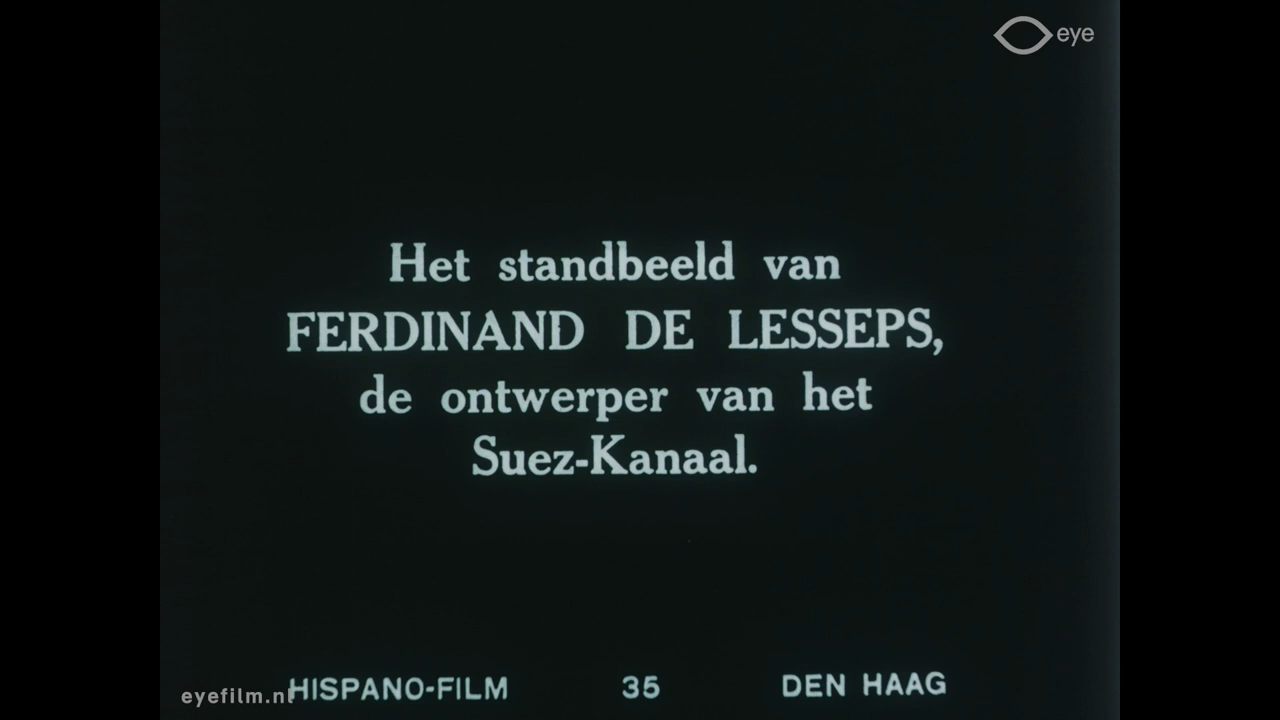 eye
Het standbeeld van
FERDINAND DE LESSEPS,
de ontwerper van het
Suez-Kanaal.
HISPANO-FILM 35 DEN HAAG
eyefilm.nl